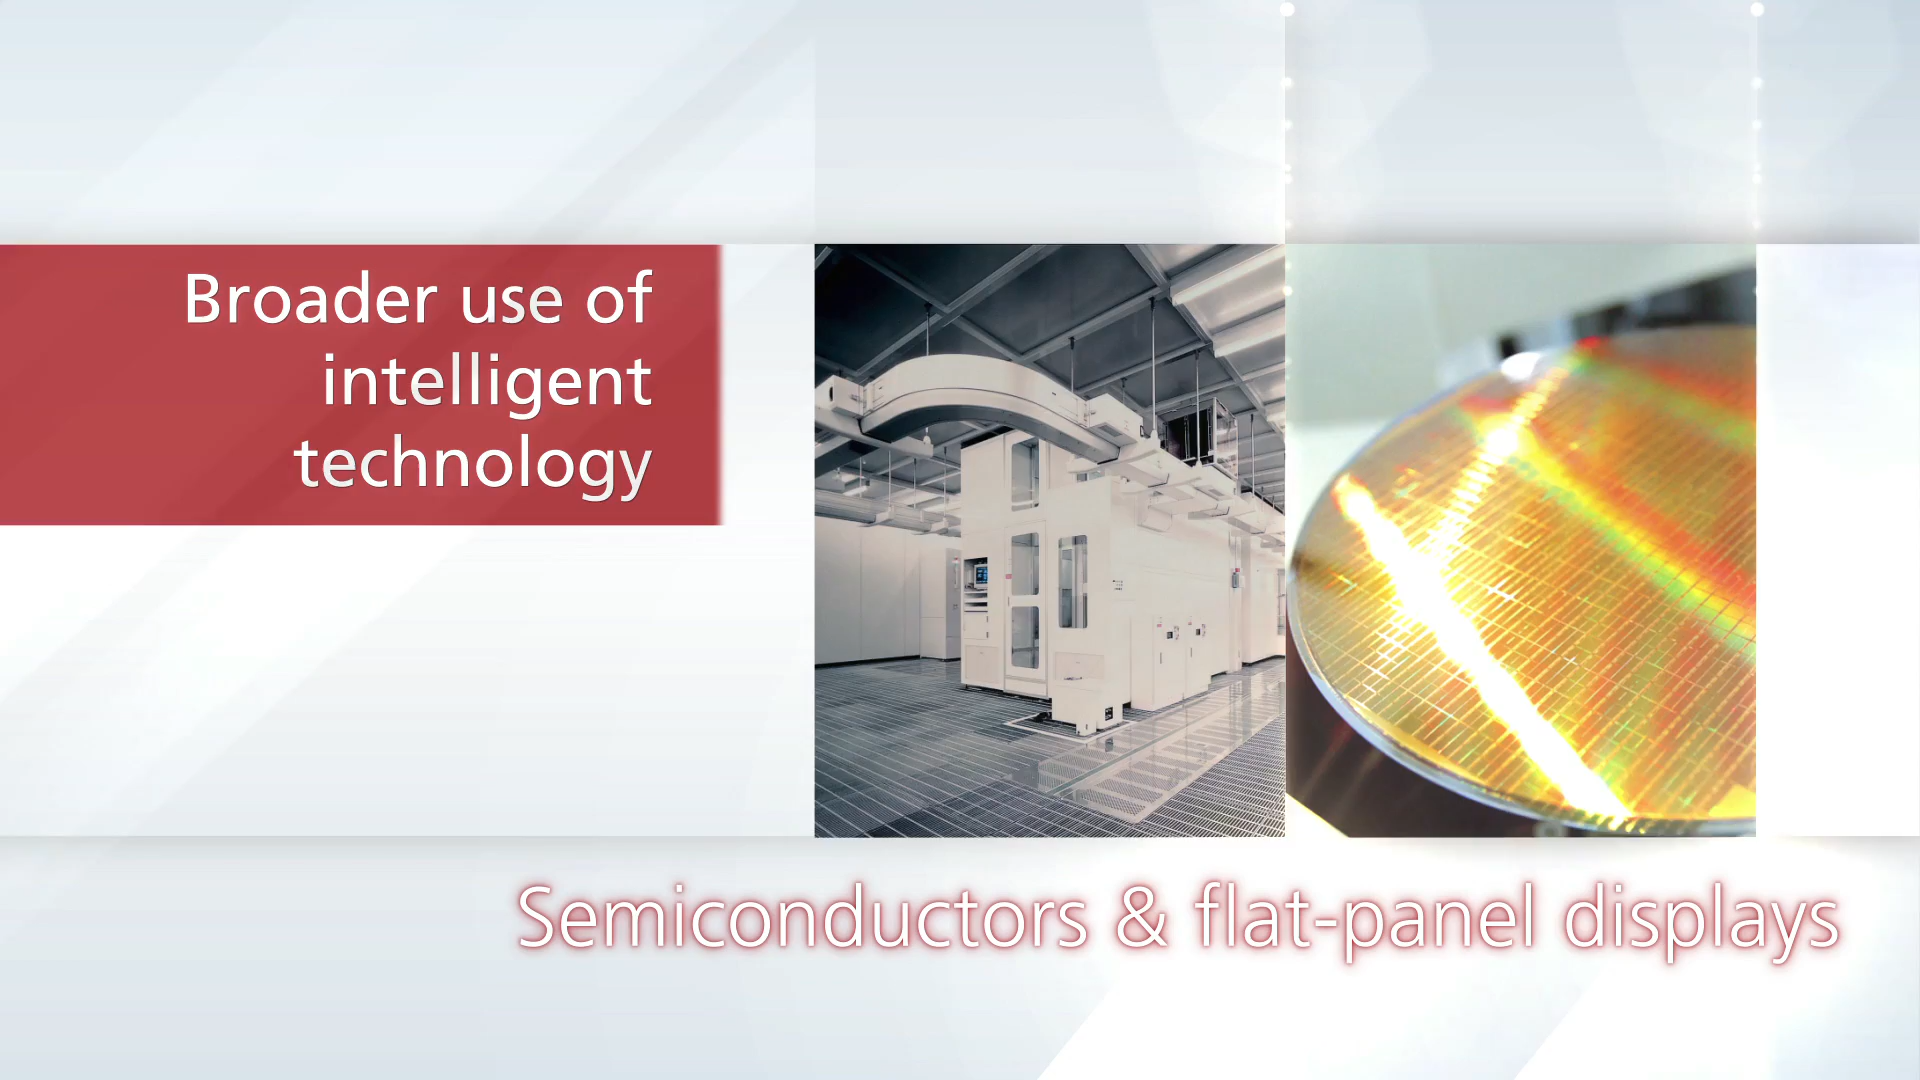 Broader use of
intelligent
technology
Semiconductors & flat-panel displays